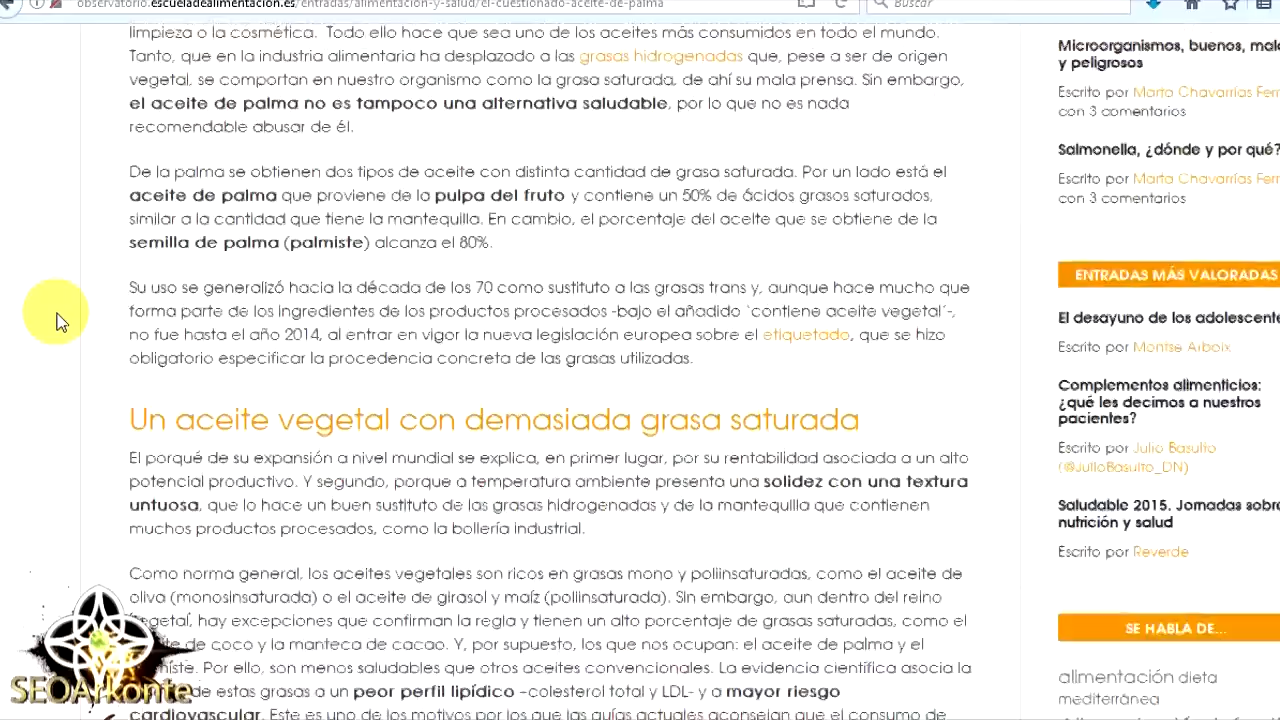 observatorio.escueladealimentacion.es/entradas/alimentacion-y-salud/el-cuestionado-aceite-de-palma
Buscar
limpieza o la cosmética. Todo ello hace que sea uno de los aceites más consumidos en todo el mundo.
Tanto, que en la industria alimentaria ha desplazado a las grasas hidrogenadas que, pese a ser de origen
vegetal, se comportan en nuestro organismo como la grasa saturada, de ahí su mala prensa. Sin embargo,
el aceite de palma no es tampoco una alternativa saludable, por lo que no es nada
recomendable abusar de él.
De la palma se obtienen dos tipos de aceite con distinta cantidad de grasa saturada. Por un lado está el
aceite de palma que proviene de la pulpa del fruto y contiene un 50% de ácidos grasos saturados,
similar a la cantidad que tiene la mantequilla. En cambio, el porcentaje del aceite que se obtiene de la
semilla de palma (palmiste) alcanza el 80%.
Su uso se generalizó hacia la década de los 70 como sustituto a las grasas trans y, aunque hace mucho que
forma parte de los ingredientes de los productos procesados -bajo el añadido `contiene aceite vegetal´-,
no fue hasta el año 2014, al entrar en vigor la nueva legislación europea sobre el etiquetado, que se hizo
obligatorio especificar la procedencia concreta de las grasas utilizadas.
Un aceite vegetal con demasiada grasa saturada
El porqué de su expansión a nivel mundial se explica, en primer lugar, por su rentabilidad asociada a un alto
potencial productivo. Y segundo, porque a temperatura ambiente presenta una solidez con una textura
untuosa, que lo hace un buen sustituto de las grasas hidrogenadas y de la mantequilla que contienen
muchos productos procesados, como la bollería industrial.
Como norma general, los aceites vegetales son ricos en grasas mono y poliinsaturadas, como el aceite de
oliva (monosinsaturada) o el aceite de girasol y maíz (poliinsaturada). Sin embargo, aun dentro del reino
vegetal, hay excepciones que confirman la regla y tienen un alto porcentaje de grasas saturadas, como el
de coco y la manteca de cacao. Y, por supuesto, los que nos ocupan: el aceite de palma y el
Por ello, son menos saludables que otros aceites convencionales. La evidencia científica asocia la
de estas grasas a un peor perfil lipídico -colesterol total y LDL- y a mayor riesgo
cardiovascular. Este es uno de los motivos por los que las guías actuales aconsejan que el consumo de
SEOArkonte
Microorganismos, buenos,
y peligrosos
Escrito por Marta Chavarrías
con 3 comentarios
Salmonella, ¿dónde y por qué?
Escrito por Marta Chavarrías
con 3 comentarios
ENTRADAS MÁS VALORADAS
El desayuno de los
Escrito por Montse Arboix
Complementos alimenticios:
¿qué les decimos a nuestros
pacientes?
Escrito por Julio Basulto
(@JulioBasulto_DN)
Saludable 2015. Jornadas
nutrición y salud
Escrito por Reverde
SE HABLA DE...
alimentación dieta
mediterránea